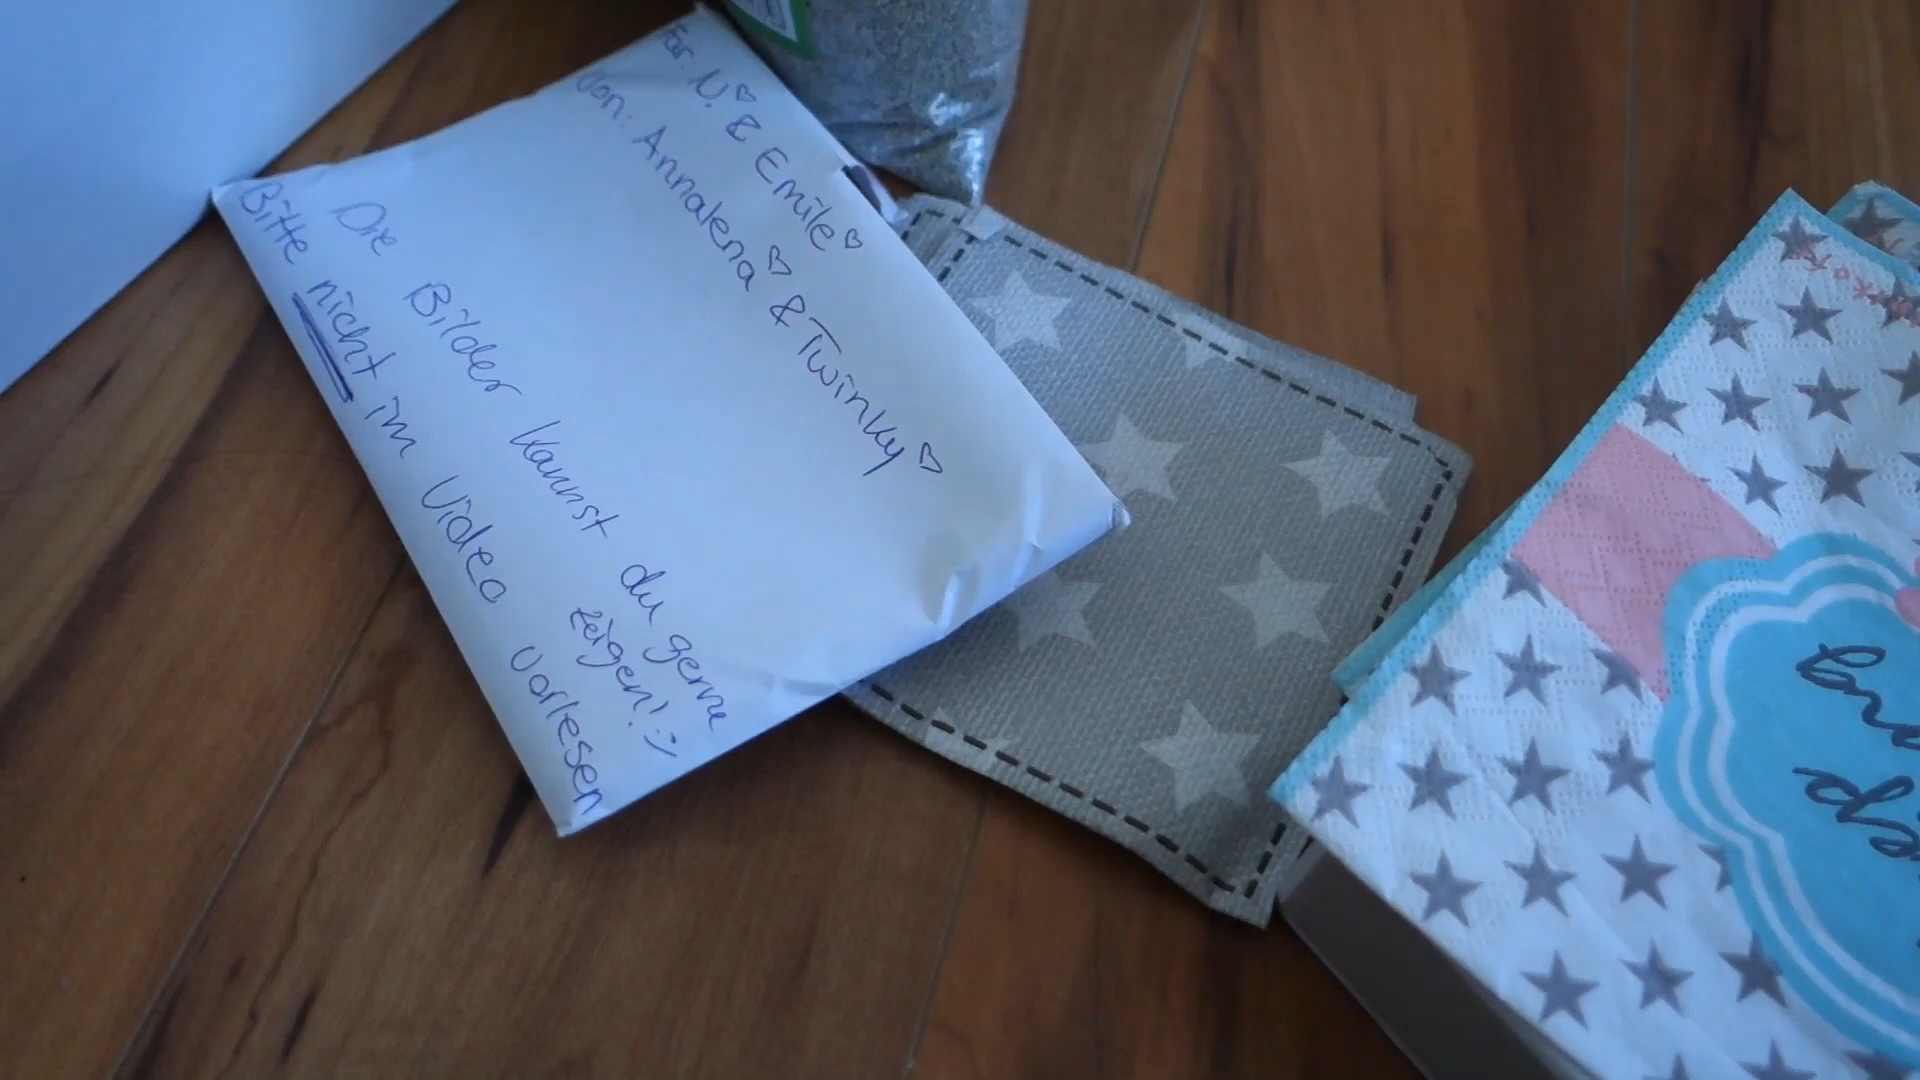 Für: N. & Emile
Von: Annalena & Twinky
Die Bilder kannst du gerne
zeigen! :)
Bitte nicht im Video vorlesen